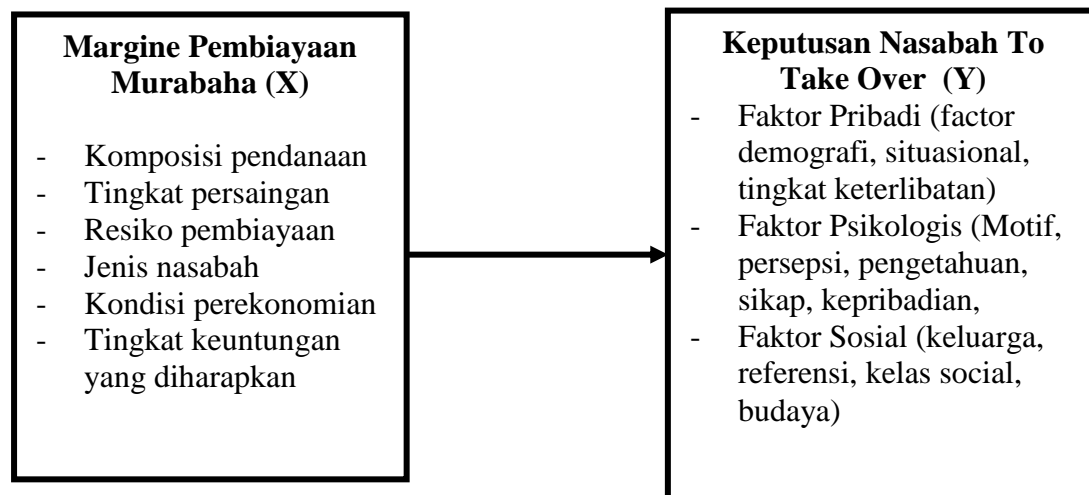 Margine Pembiayaan
Murabaha (X)
- Komposisi pendanaan
- Tingkat persaingan
- Resiko pembiayaan
- Jenis nasabah
- Kondisi perekonomian
- Tingkat keuntungan
yang diharapkan
Keputusan Nasabah To
Take Over (Y)
- Faktor Pribadi (factor
demografi, situasional,
tingkat keterlibatan)
- Faktor Psikologis (Motif,
persepsi, pengetahuan,
sikap, kepribadian,
- Faktor Sosial (keluarga,
referensi, kelas social,
budaya)